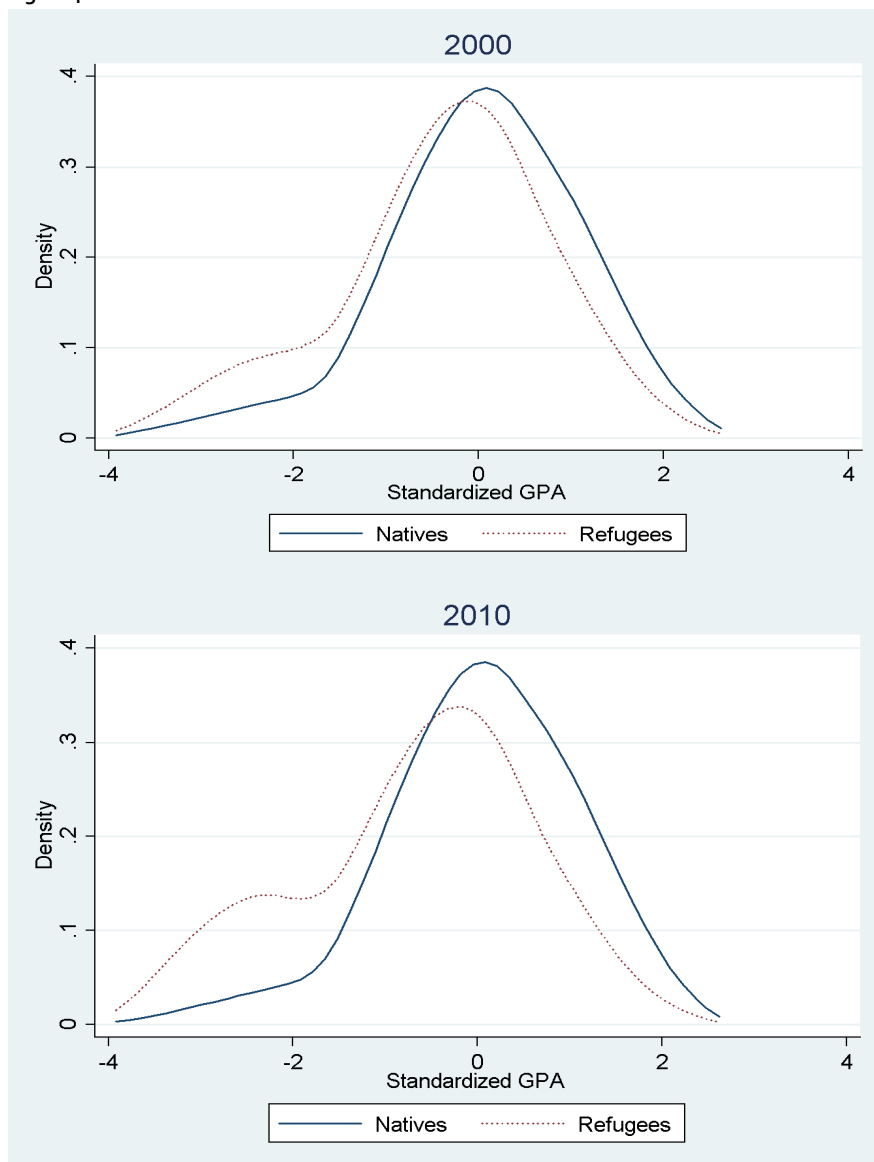 2000
Density
.4
.3
.2
.1
0
-4 -2 0 2 4
Standardized GPA
Natives Refugees
2010
Density
.4
.3
.2
.1
0
-4 -2 0 2 4
Standardized GPA
Natives Refugees